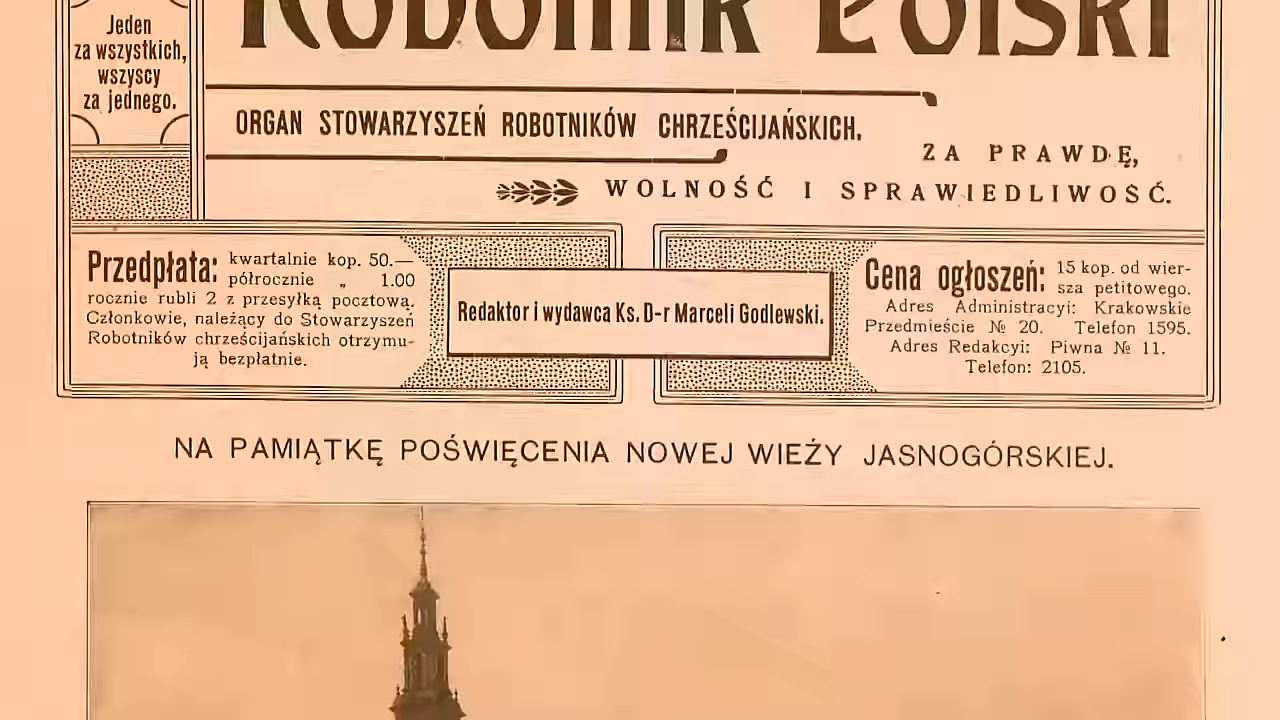 Jeden
za wszystkich,
wszyscy
za jednego.
Robotnik Polski
ORGAN STOWARZYSZEŃ ROBOTNIKÓW CHRZEŚCIJAŃSKICH.
ZA PRAWDĘ,
WOLNOŚĆ I SPRAWIEDLIWOŚĆ.
Przedpłata: kwartalnie kop. 50.—
półrocznie „ 1.00
rocznie rubli 2 z przesyłką pocztową.
Członkowie, należący do Stowarzyszeń
Robotników chrześcijańskich otrzymu-
ją bezpłatnie.
Redaktor i wydawca Ks. D-r Marceli Godlewski.
Cena ogłoszeń: 15 kop. od wier-
sza petitowego.
Adres Administracyi: Krakowskie
Przedmieście № 20. Telefon 1595.
Adres Redakcyi: Piwna № 11.
Telefon: 2105.
NA PAMIĄTKĘ POŚWIĘCENIA NOWEJ WIEŻY JASNOGÓRSKIEJ.